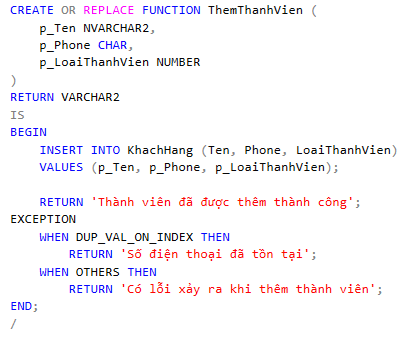 CREATE OR REPLACE FUNCTION ThemThanhVien (
    p_Ten NVARCHAR2,
    p_Phone CHAR,
    p_LoaiThanhVien NUMBER
)
RETURN VARCHAR2
IS
BEGIN
    INSERT INTO KhachHang (Ten, Phone, LoaiThanhVien)
    VALUES (p_Ten, p_Phone, p_LoaiThanhVien);

    RETURN 'Thành viên đã được thêm thành công';
EXCEPTION
    WHEN DUP_VAL_ON_INDEX THEN
        RETURN 'Số điện thoại đã tồn tại';
    WHEN OTHERS THEN
        RETURN 'Có lỗi xảy ra khi thêm thành viên';
END;
/